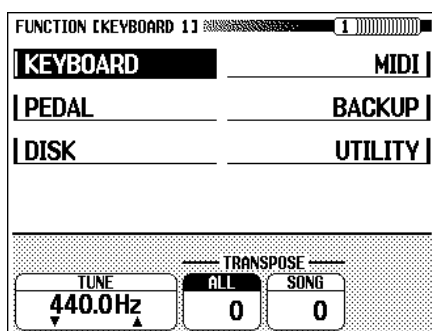 FUNCTION [KEYBOARD 1] 1
KEYBOARD MIDI
PEDAL BACKUP
DISK UTILITY
TRANSPOSE
TUNE ALL SONG
440.0Hz 0 0